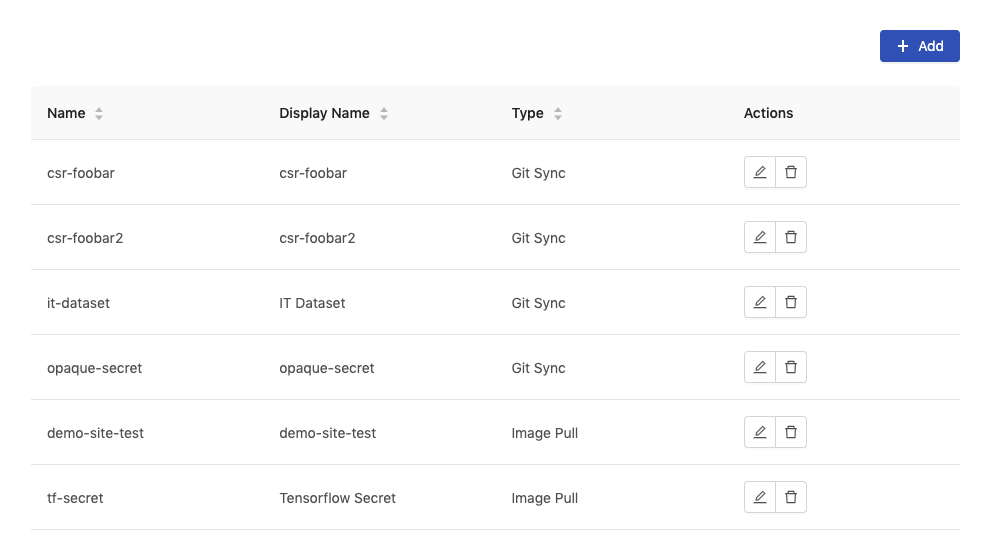 + Add
Name Display Name Type Actions
csr-foobar csr-foobar Git Sync
csr-foobar2 csr-foobar2 Git Sync
it-dataset IT Dataset Git Sync
opaque-secret opaque-secret Git Sync
demo-site-test demo-site-test Image Pull
tf-secret Tensorflow Secret Image Pull